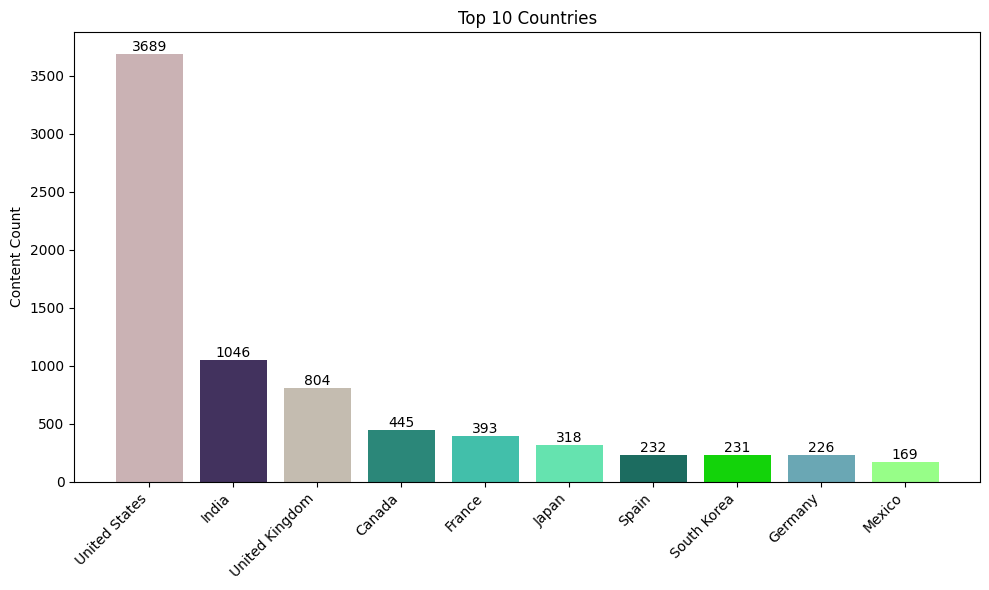 Top 10 Countries
Content Count
3500
3000
2500
2000
1500
1000
500
0
3689
1046
804
445
393
318
232
231
226
169
United States
India
United Kingdom
Canada
France
Japan
Spain
South Korea
Germany
Mexico